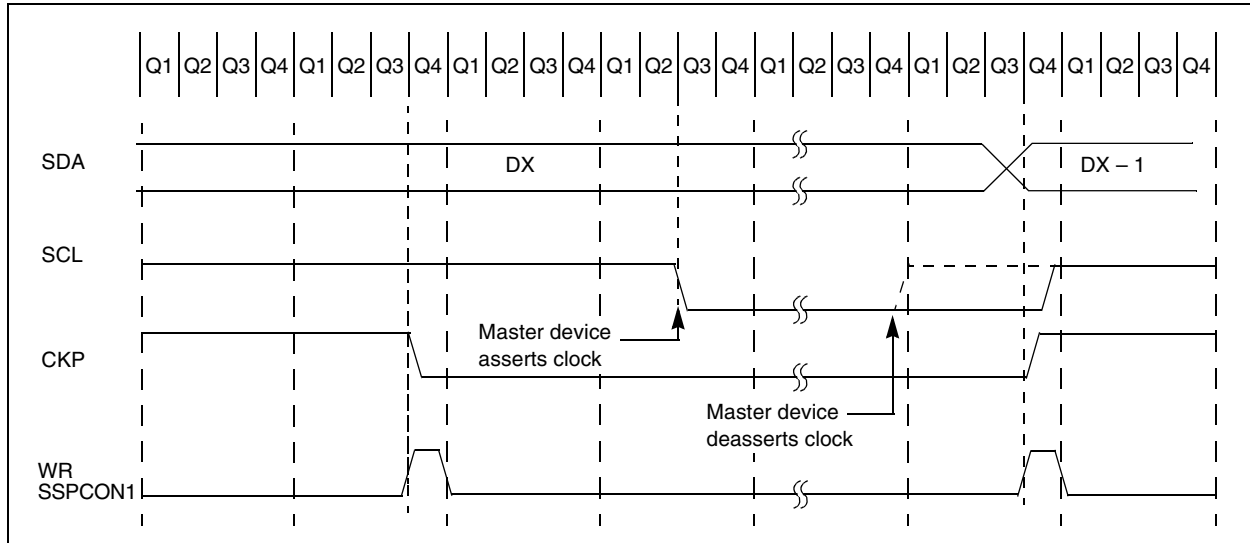 Q1 Q2 Q3 Q4 Q1 Q2 Q3 Q4 Q1 Q2 Q3 Q4 Q1 Q2 Q3 Q4 Q1 Q2 Q3 Q4 Q1 Q2 Q3 Q4 Q1 Q2 Q3 Q4
SDA
DX
DX – 1
SCL
Master device
asserts clock
CKP
Master device
deasserts clock
WR
SSPCON1